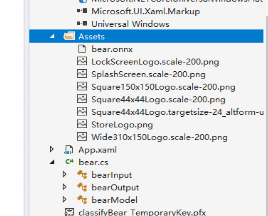 Microsoft.UI.Xaml.Markup
Universal Windows
Assets
bear.onnx
LockScreenLogo.scale-200.png
SplashScreen.scale-200.png
Square150x150Logo.scale-200.png
Square44x44Logo.scale-200.png
Square44x44Logo.targetsize-24_altform-u
StoreLogo.png
Wide310x150Logo.scale-200.png
App.xaml
bear.cs
bearInput
bearOutput
bearModel
classifyBear_TemporaryKey.pfx